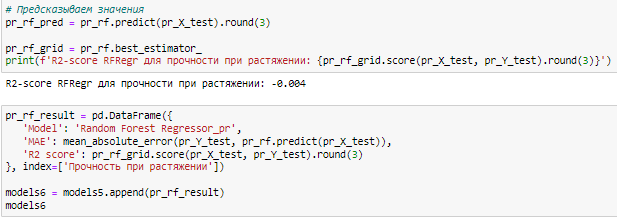 # Предсказываем значения
pr_rf_pred = pr_rf.predict(pr_X_test).round(3)
pr_rf_grid = pr_rf.best_estimator_
print(f'R2-score RFRegr для прочности при растяжении: {pr_rf_grid.score(pr_X_test, pr_Y_test).round(3)}')
R2-score RFRegr для прочности при растяжении: -0.004
pr_rf_result = pd.DataFrame({
'Model': 'Random Forest Regressor_pr',
'MAE': mean_absolute_error(pr_Y_test, pr_rf.predict(pr_X_test)),
'R2 score': pr_rf_grid.score(pr_X_test, pr_Y_test).round(3)
}, index=['Прочность при растяжении'])
models6 = models5.append(pr_rf_result)
models6